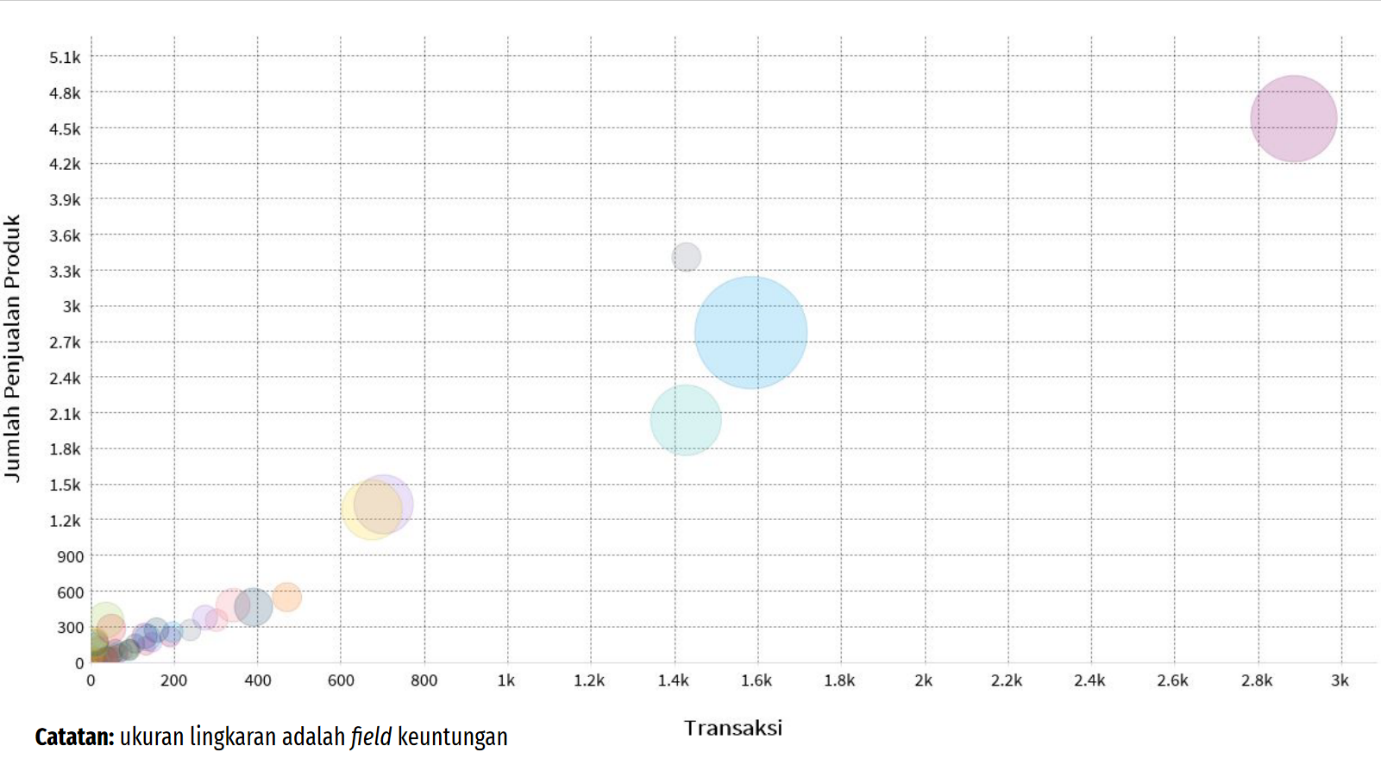 Jumlah Penjualan Produk
5.1k
4.8k
4.5k
4.2k
3.9k
3.6k
3.3k
3k
2.7k
2.4k
2.1k
1.8k
1.5k
1.2k
900
600
300
0
0 200 400 600 800 1k 1.2k 1.4k 1.6k 1.8k 2k 2.2k 2.4k 2.6k 2.8k 3k
Transaksi
Catatan: ukuran lingkaran adalah field keuntungan